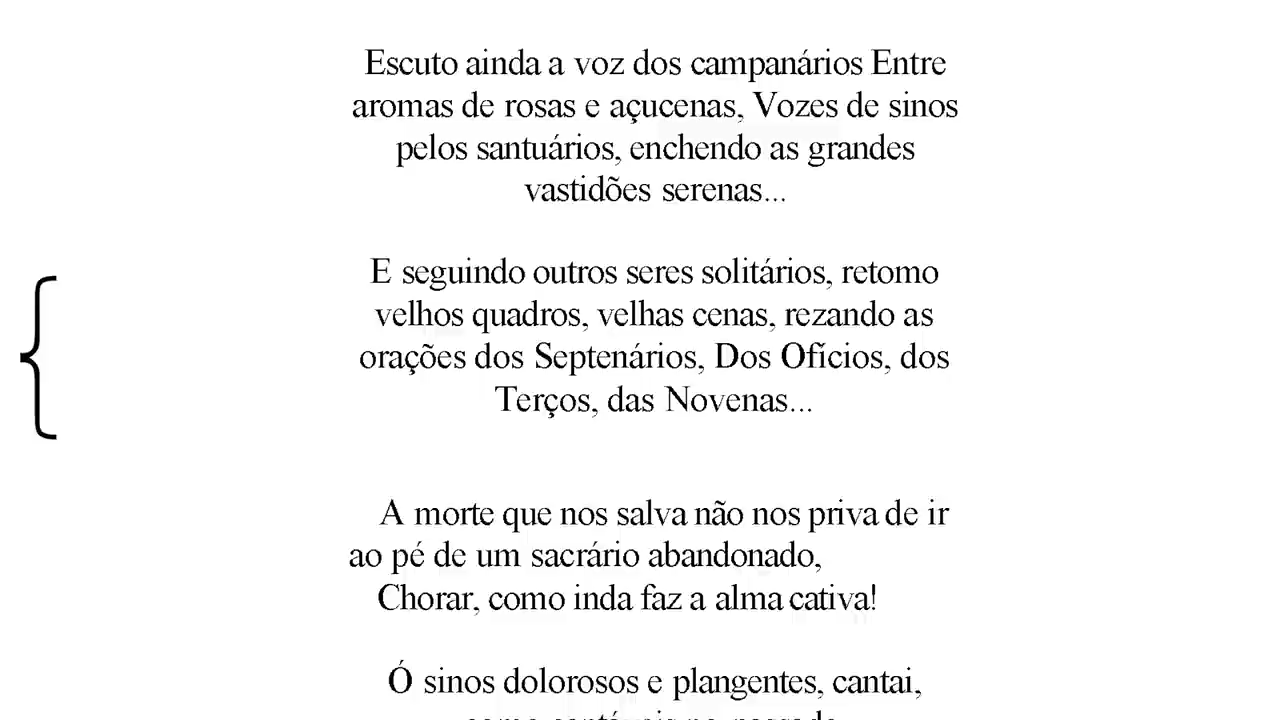 Escuto ainda a voz dos campanários Entre
aromas de rosas e açucenas, Vozes de sinos
pelos santuários, enchendo as grandes
vastidões serenas...
E seguindo outros seres solitários, retomo
velhos quadros, velhas cenas, rezando as
orações dos Septenários, Dos Ofícios, dos
Terços, das Novenas...
A morte que nos salva não nos priva de ir
ao pé de um sacrário abandonado,
Chorar, como inda faz a alma cativa!
Ó sinos dolorosos e plangentes, cantai,